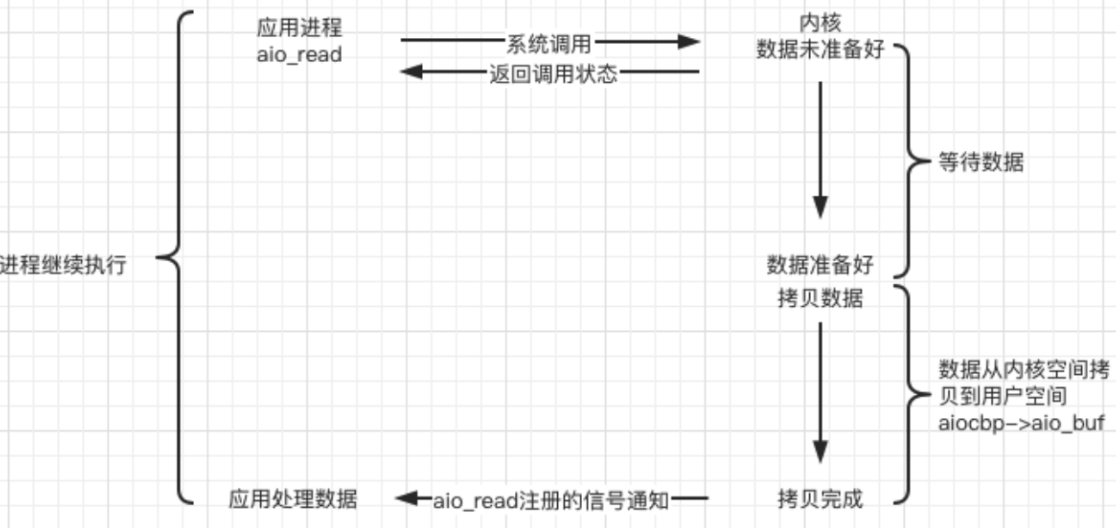 应用进程
aio_read
系统调用
返回调用状态
内核
数据未准备好
等待数据
进程继续执行
数据准备好
拷贝数据
数据从内核空间拷
贝到用户空间
aiocbp->aio_buf
应用处理数据
aio_read注册的信号通知
拷贝完成